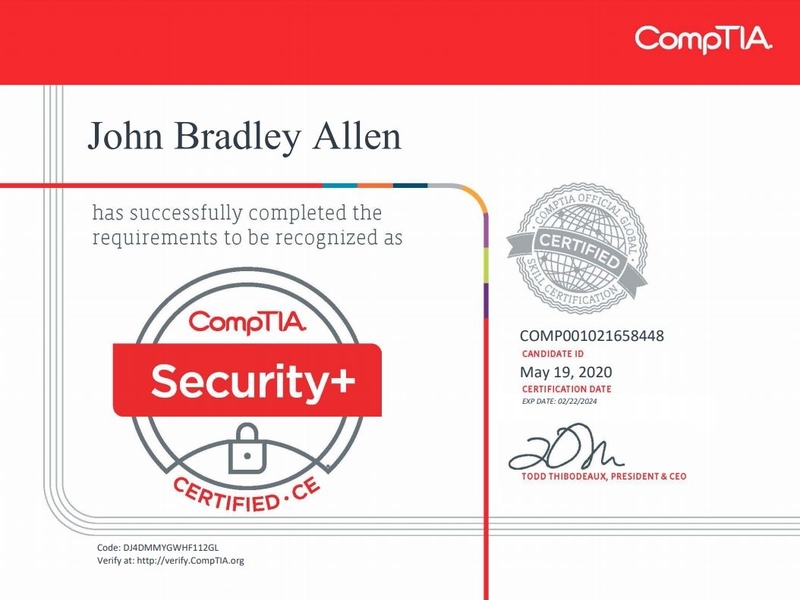 CompTIA.
John Bradley Allen
has successfully completed the
requirements to be recognized as
CompTIA.
Security+
CERTIFIED · CE
COMPTIA OFFICIAL GLOBAL
CERTIFIED
SKILL CERTIFICATION
COMP001021658448
CANDIDATE ID
May 19, 2020
CERTIFICATION DATE
EXP DATE: 02/22/2024
TODD THIBODEAUX, PRESIDENT & CEO
Code: DJ4DMMYGWHF112GL
Verify at: http://verify.CompTIA.org